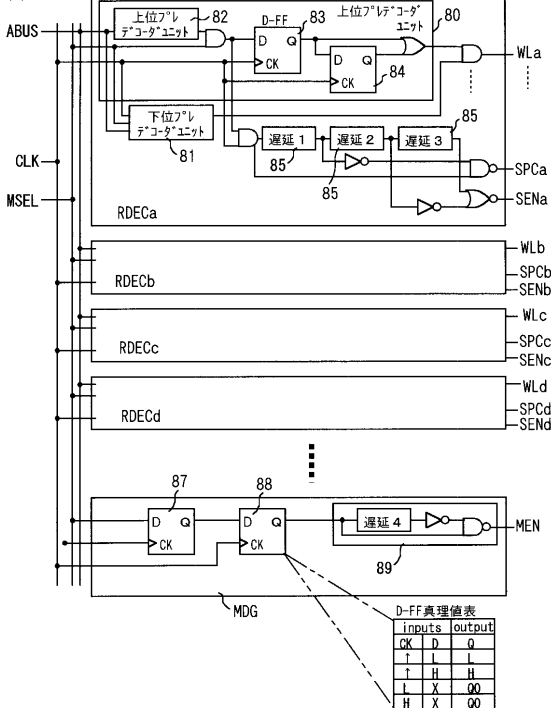 上位プレ
デコーダユニット
82
D-FF
83
上位プレデコーダ
ユニット
80
ABUS
D Q
CK
D Q
CK
84
WLa
下位プレ
デコーダユニット
81
85
遅延1
遅延2
遅延3
85
85
CLK
SPCa
MSEL
SENa
RDECa
WLb
SPCb
RDECb
SENb
WLc
SPCc
RDECc
SENc
WLd
SPCd
RDECd
SENd
87
88
D Q
CK
D Q
CK
遅延4
MEN
89
MDG
D-FF真理値表
inputs output
CK D Q
↑ L L
↑ H H
L X Q0
H X Q0